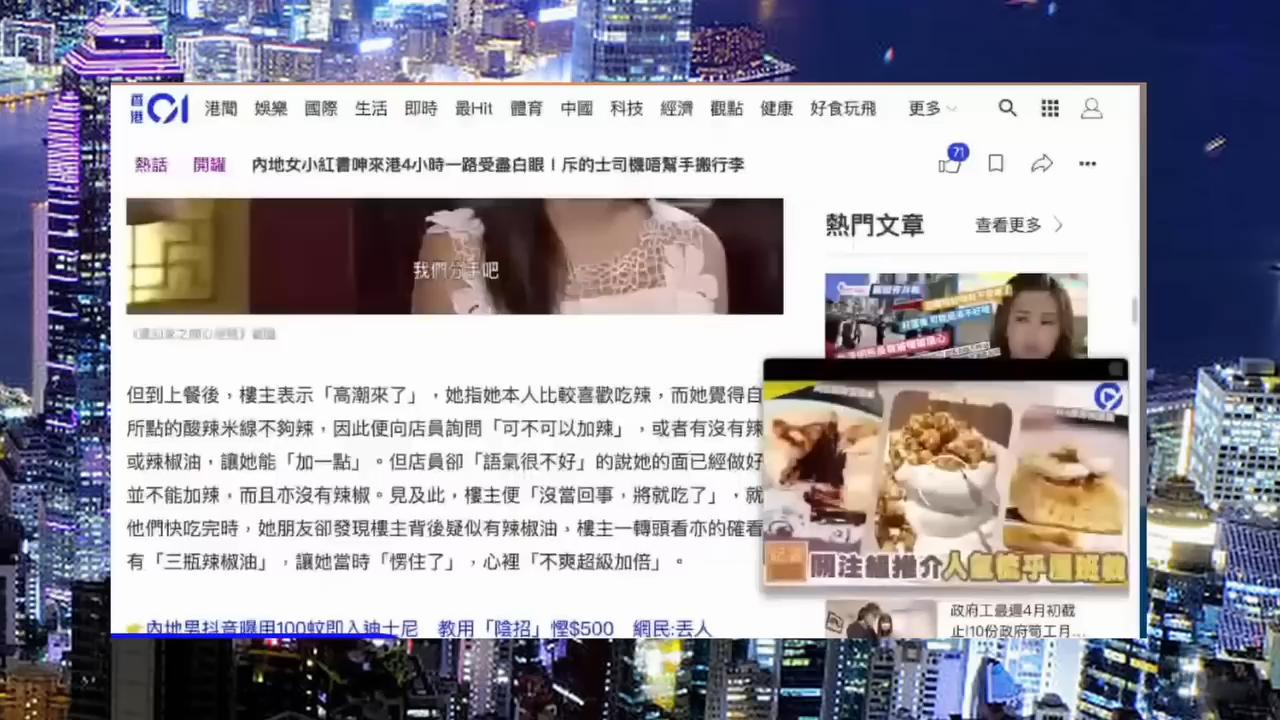 香港01
港聞 娛樂 國際 生活 即時 最Hit 體育 中國 科技 經濟 觀點 健康 好食玩飛 更多
熱話 開罐 內地女小紅書呻來港4小時一路受盡白眼|斥的士司機唔幫手搬行李
71
我們分手吧
熱門文章 查看更多
但到上餐後，樓主表示「高潮來了」，她指她本人比較喜歡吃辣，而她覺得自
所點的酸辣米線不夠辣，因此便向店員詢問「可不可以加辣」，或者有沒有辣
或辣椒油，讓她能「加一點」。但店員卻「語氣很不好」的說她的面已經做好
並不能加辣，而且亦沒有辣椒。見及此，樓主便「沒當回事，將就吃了」，就
他們快吃完時，她朋友卻發現樓主背後疑似有辣椒油，樓主一轉頭看亦的確看
有「三瓶辣椒油」，讓她當時「愣住了」，心裡「不爽超級加倍」。
關注組推介人氣
內地男抖音曝用100蚊即入迪士尼 教用「陰招」慳$500 網民:丟人
政府工最遲4月初截
止|10份政府筍工月...